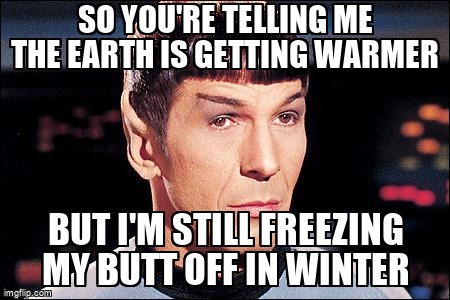 SO YOU'RE TELLING ME
THE EARTH IS GETTING WARMER
BUT I'M STILL FREEZING
MY BUTT OFF IN WINTER
imgflip.com